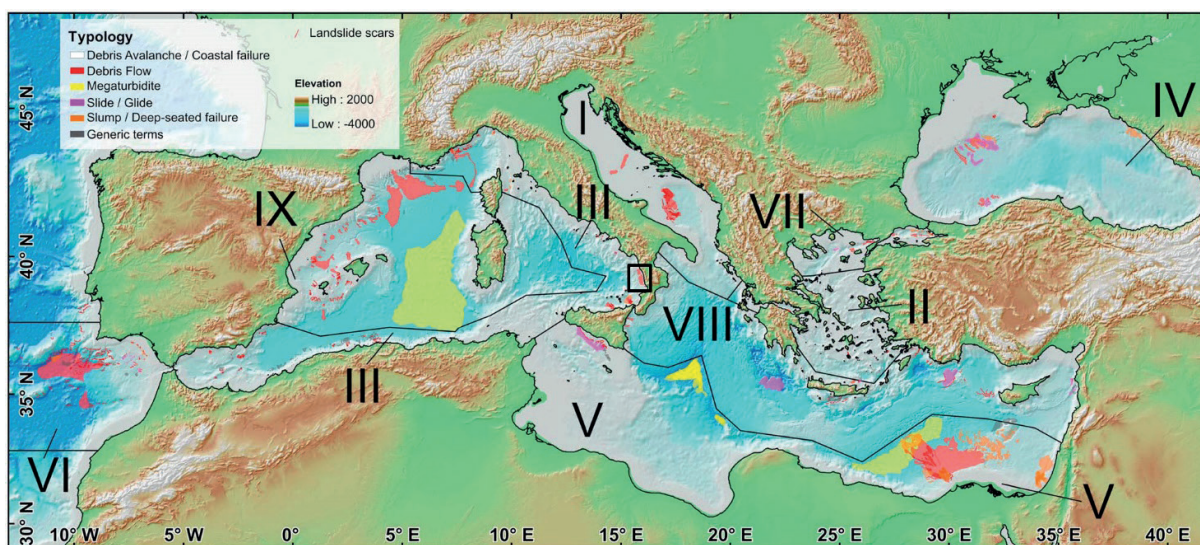 Typology
Debris Avalanche / Coastal failure
Debris Flow
Megaturbidite
Slide / Glide
Slump / Deep-seated failure
Generic terms
Landslide scars
Elevation
High : 2000
Low : -4000
I
IV
IX
III
VII
VIII
II
III
V
VI
V
45° N
40° N
35° N
30° N
10° W
5° W
0°
5° E
10° E
15° E
20° E
25° E
30° E
35° E
40° E